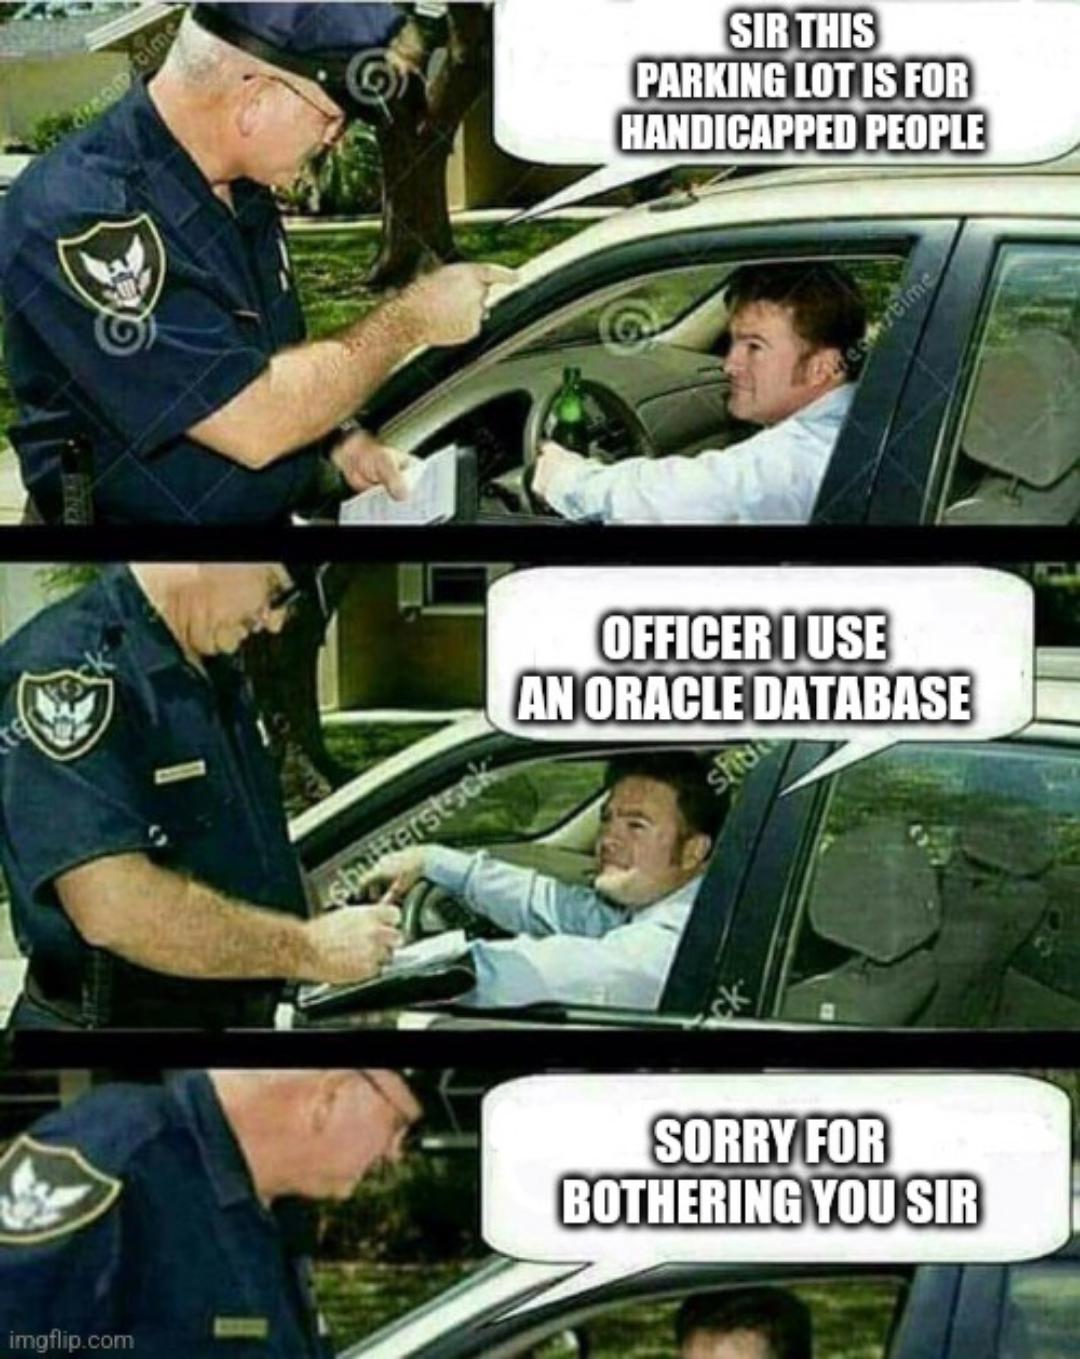 SIR THIS
PARKING LOT IS FOR
HANDICAPPED PEOPLE
OFFICER I USE
AN ORACLE DATABASE
shutterstock
SORRY FOR
BOTHERING YOU SIR
imgflip.com